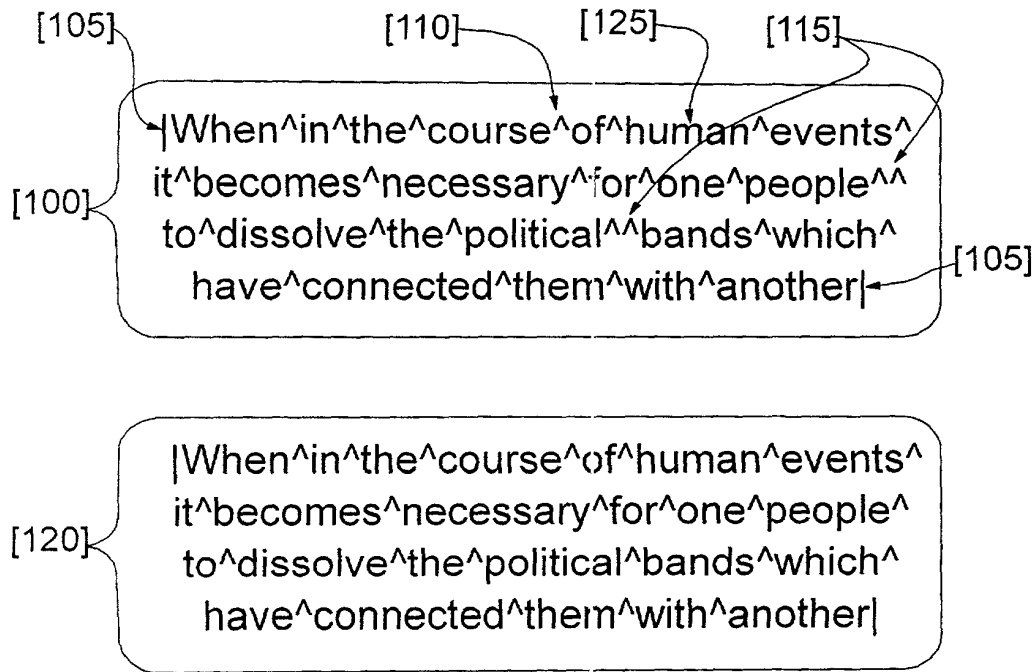 [105] [110] [125] [115]
|When^in^the^course^of^human^events^
it^becomes^necessary^for^one^people^^
[100]
to^dissolve^the^political^^bands^which^
[105]
have^connected^them^with^another|
|When^in^the^course^of^human^events^
it^becomes^necessary^for^one^people^
[120]
to^dissolve^the^political^bands^which^
have^connected^them^with^another|